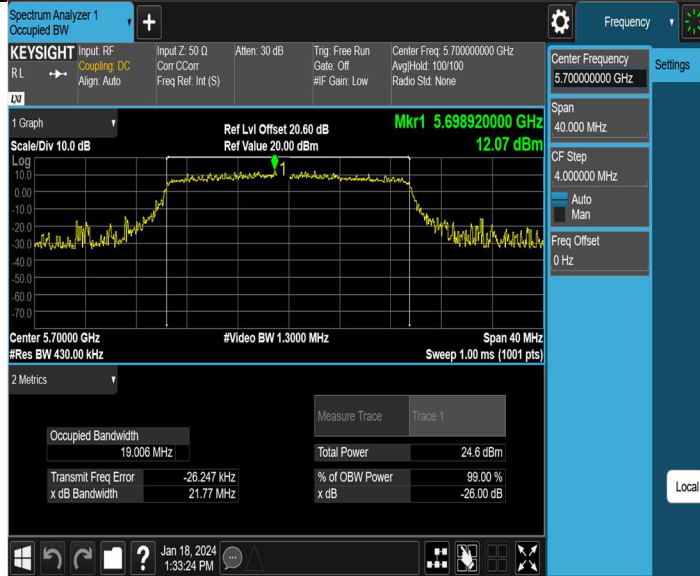 Spectrum Analyzer 1
Occupied BW
Frequency
KEYSIGHT
RL
LXI
Input: RF
Coupling: DC
Align: Auto
Input Z: 50 Ω
Corr CCorr
Freq Ref: Int (S)
Atten: 30 dB
Trig: Free Run
Gate: Off
#IF Gain: Low
Center Freq: 5.700000000 GHz
Avg|Hold: 100/100
Radio Std: None
Center Frequency
5.700000000 GHz
Settings
Span
40.000 MHz
CF Step
4.000000 MHz
Auto
Man
Freq Offset
0 Hz
Local
1 Graph
Scale/Div 10.0 dB
Ref Lvl Offset 20.60 dB
Ref Value 20.00 dBm
Mkr1 5.698920000 GHz
12.07 dBm
Log
1
10.0
0.00
-10.0
-20.0
-30.0
-40.0
-50.0
-60.0
-70.0
Center 5.70000 GHz
#Res BW 430.00 kHz
#Video BW 1.3000 MHz
Span 40 MHz
Sweep 1.00 ms (1001 pts)
2 Metrics
Measure Trace
Trace 1
Occupied Bandwidth
19.006 MHz
Total Power
24.6 dBm
Transmit Freq Error
-26.247 kHz
% of OBW Power
99.00 %
x dB Bandwidth
21.77 MHz
x dB
-26.00 dB
?
Jan 18, 2024
1:33:24 PM